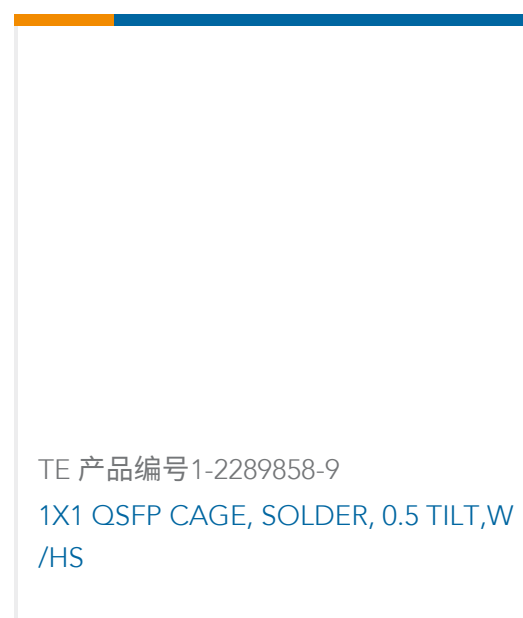 TE 产品编号1-2289858-9
1X1 QSFP CAGE, SOLDER, 0.5 TILT,W
/HS